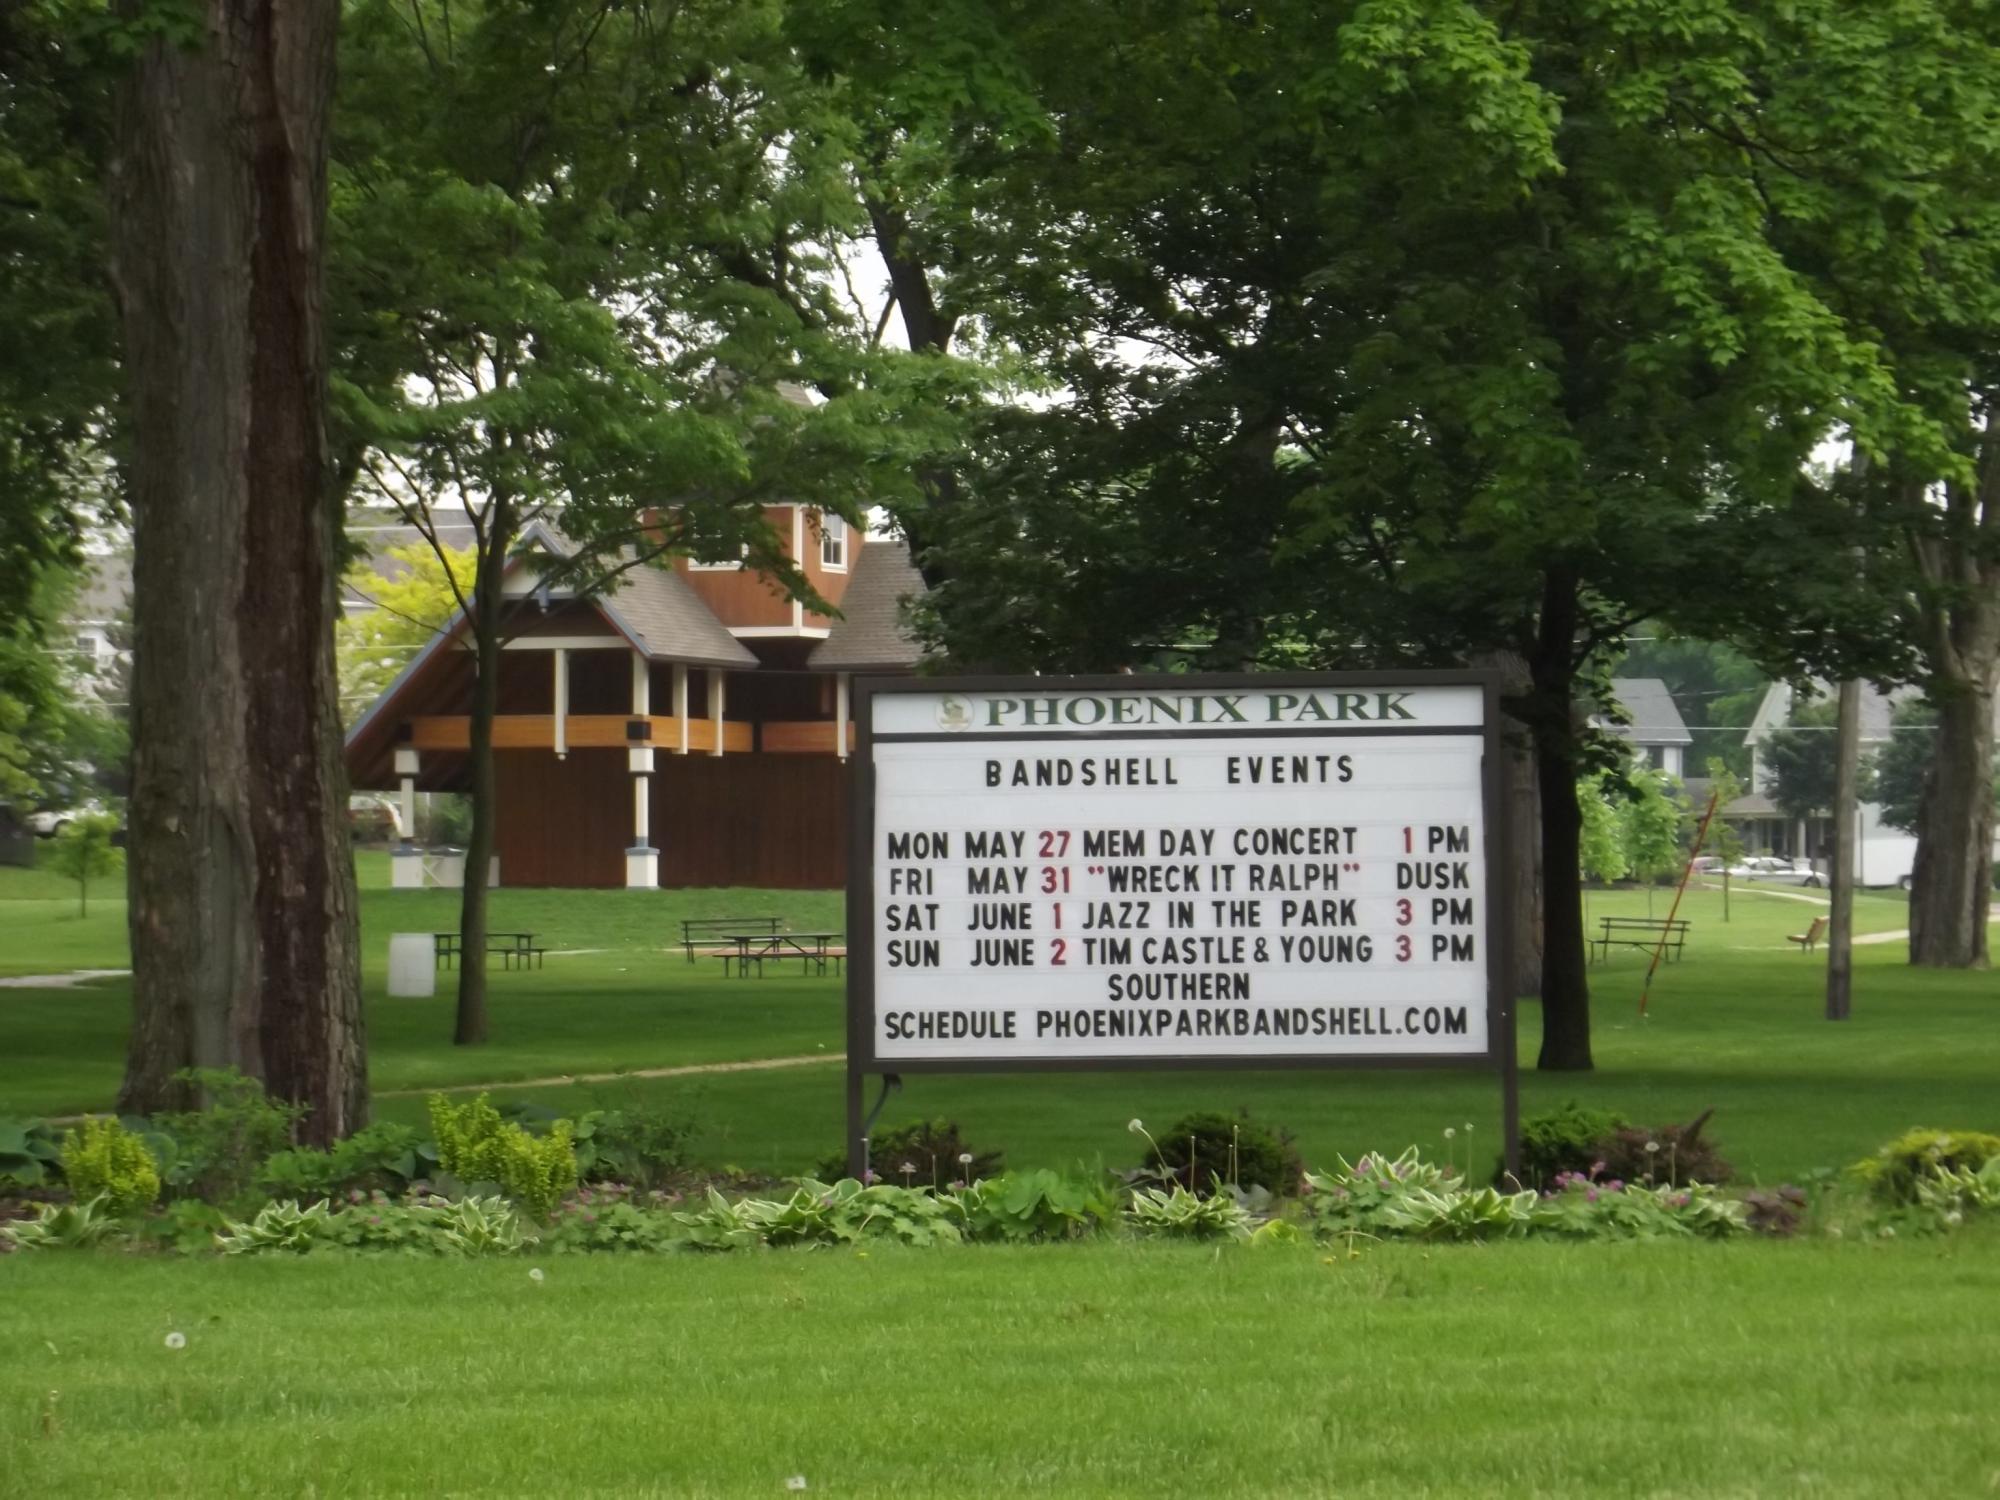 PHOENIX PARK
BANDSHELL EVENTS
MON MAY 27 MEM DAY CONCERT 1 PM
FRI MAY 31 "WRECK IT RALPH" DUSK
SAT JUNE 1 JAZZ IN THE PARK 3 PM
SUN JUNE 2 TIM CASTLE & YOUNG 3 PM
SOUTHERN
SCHEDULE PHOENIXPARKBANDSHELL.COM